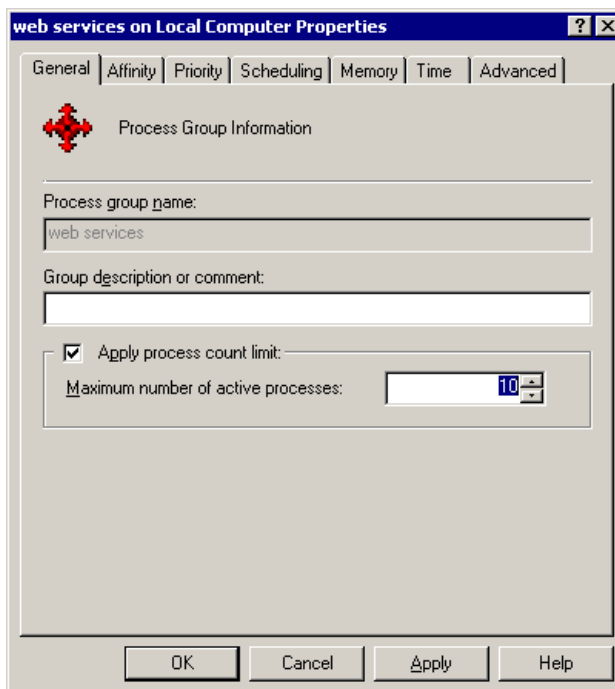 web services on Local Computer Properties
General Affinity Priority Scheduling Memory Time Advanced
Process Group Information
Process group name:
web services
Group description or comment:
Apply process count limit:
Maximum number of active processes: 10
OK Cancel Apply Help